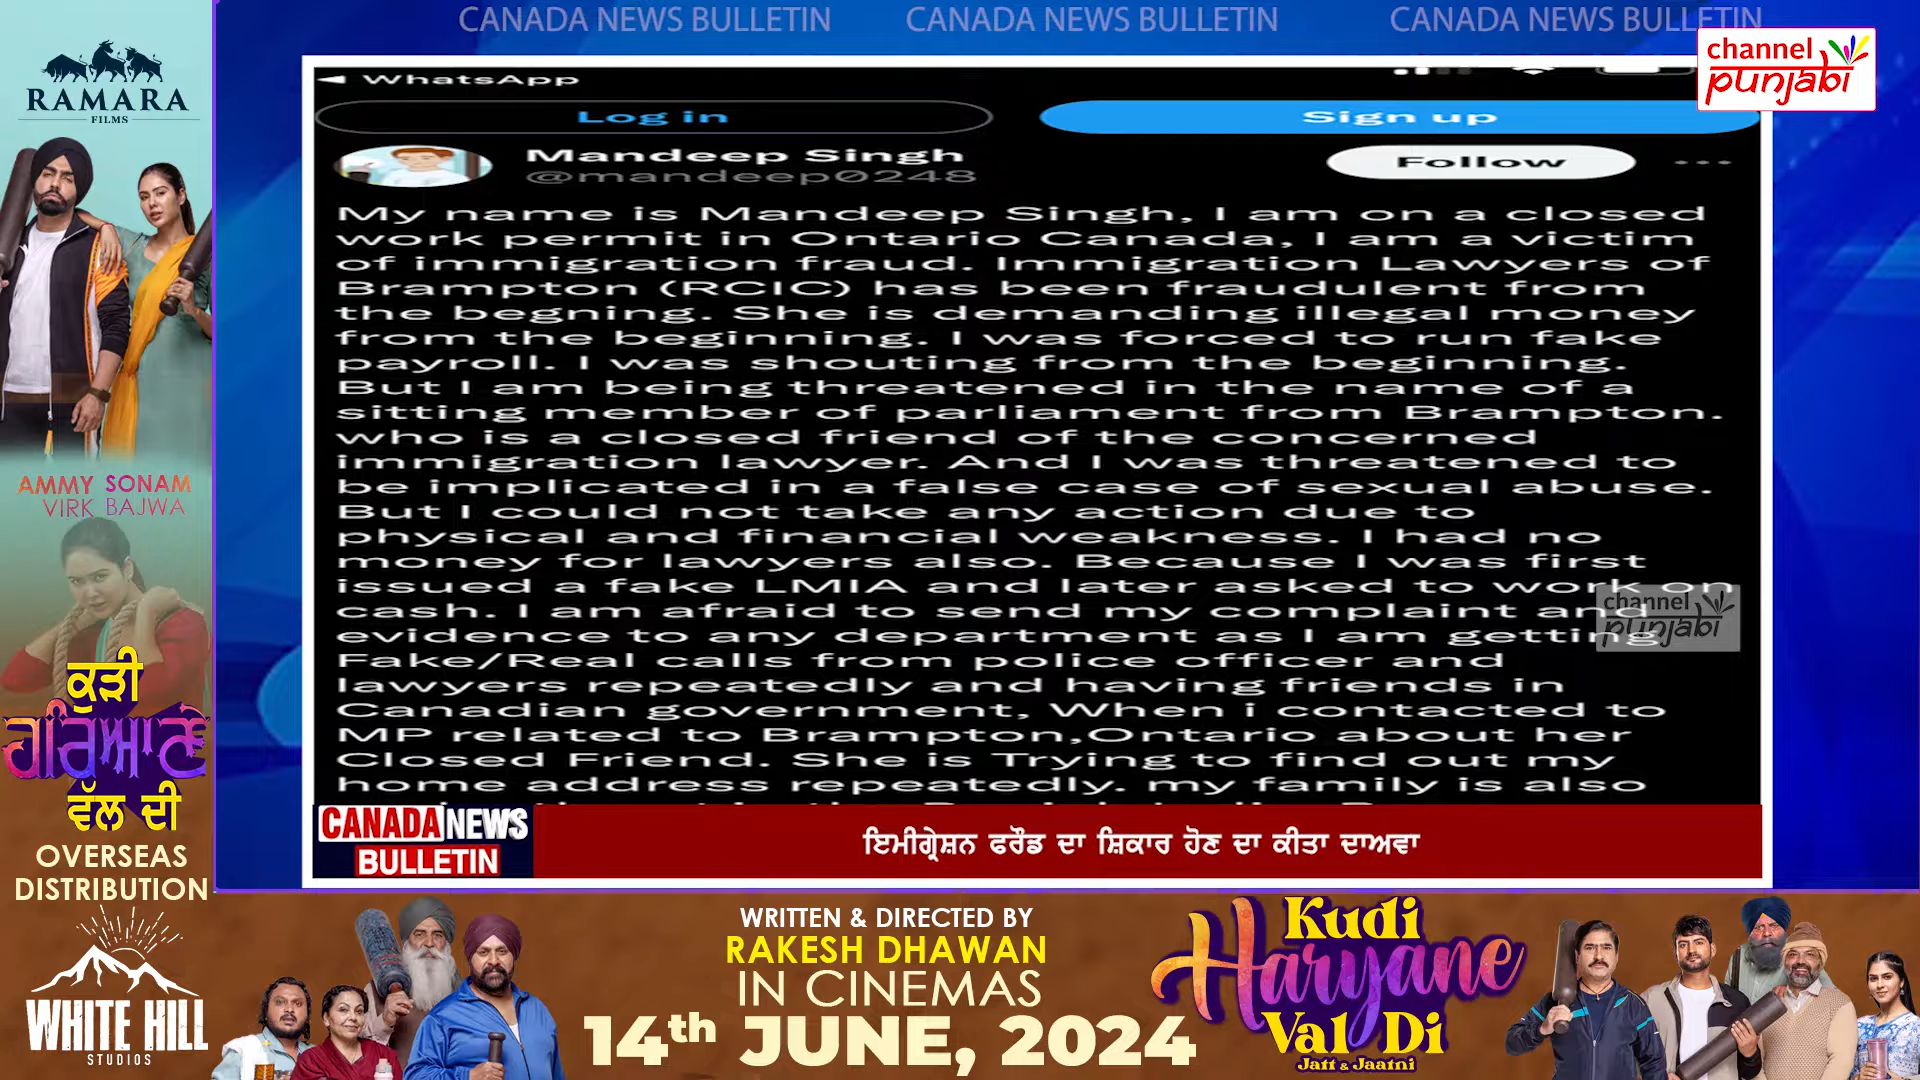 CANADA NEWS BULLETIN CANADA NEWS BULLETIN CANADA NEWS BULLETIN
channel
punjabi
RAMARA
FILMS
WhatsApp
Log in
Sign up
Mandeep Singh
@mandeep0248
Follow
My name is Mandeep Singh, I am on a closed
work permit in Ontario Canada, I am a victim
of immigration fraud. Immigration Lawyers of
Brampton (RCIC) has been fraudulent from
the begning. She is demanding illegal money
from the beginning. I was forced to run fake
payroll. I was shouting from the beginning.
But I am being threatened in the name of a
sitting member of parliament from Brampton.
who is a closed friend of the concerned
immigration lawyer. And I was threatened to
be implicated in a false case of sexual abuse.
But I could not take any action due to
physical and financial weakness. I had no
money for lawyers also. Because I was first
issued a fake LMIA and later asked to work on
cash. I am afraid to send my complaint and
evidence to any department as I am getting
Fake/Real calls from police officer and
lawyers repeatedly and having friends in
Canadian government, When i contacted to
MP related to Brampton,Ontario about her
Closed Friend. She is Trying to find out my
home address repeatedly. my family is also
channel
punjabi
AMMY VIRK
SONAM BAJWA
ਕੁੜੀ
ਹਰਿਆਣੇ
ਵੱਲ ਦੀ
OVERSEAS
DISTRIBUTION
WHITE HILL
STUDIOS
CANADA NEWS
BULLETIN
ਇਮੀਗ੍ਰੇਸ਼ਨ ਫਰੌਡ ਦਾ ਸ਼ਿਕਾਰ ਹੋਣ ਦਾ ਕੀਤਾ ਦਾਅਵਾ
WRITTEN & DIRECTED BY
RAKESH DHAWAN
IN CINEMAS
14th JUNE, 2024
Kudi
Haryane
Val Di
Jatt & Jaatni